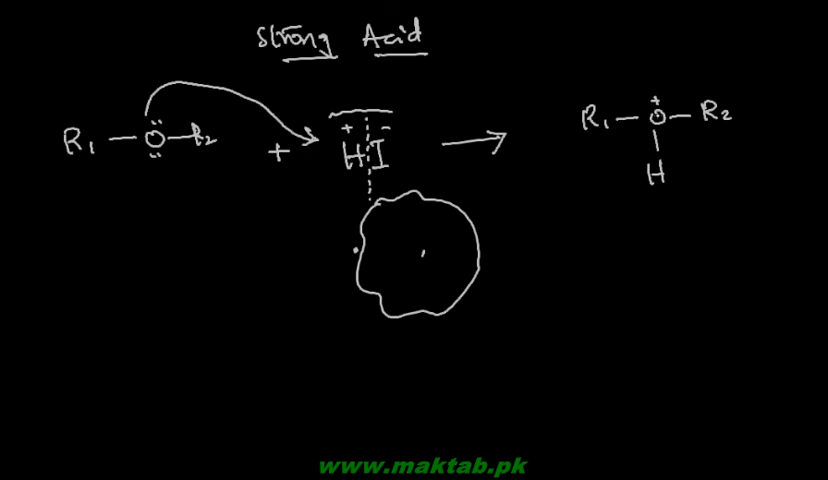 Strong Acid
R₁ — Ö — R₂ + H⁺ I⁻ → R₁ — O⁺ — R₂
H
www.maktab.pk